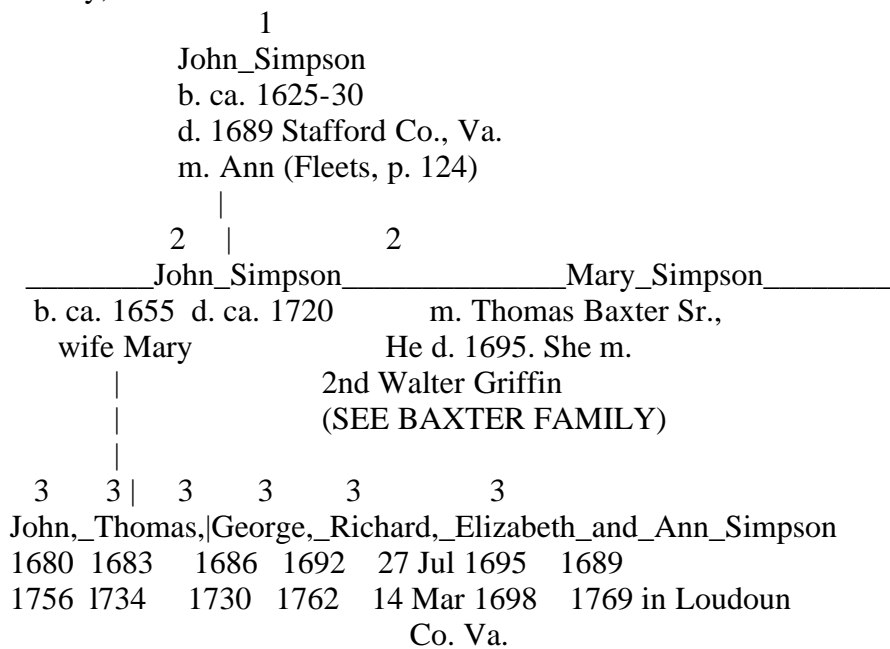 1
John_Simpson
b. ca. 1625-30
d. 1689 Stafford Co., Va.
m. Ann (Fleets, p. 124)
|
2 | 2
________John_Simpson______________Mary_Simpson________
b. ca. 1655 d. ca. 1720 m. Thomas Baxter Sr.,
wife Mary He d. 1695. She m.
| 2nd Walter Griffin
| (SEE BAXTER FAMILY)
|
3 3 | 3 3 3 3
John,_Thomas,|George,_Richard,_Elizabeth_and_Ann_Simpson
1680 1683 1686 1692 27 Jul 1695 1689
1756 l734 1730 1762 14 Mar 1698 1769 in Loudoun
Co. Va.